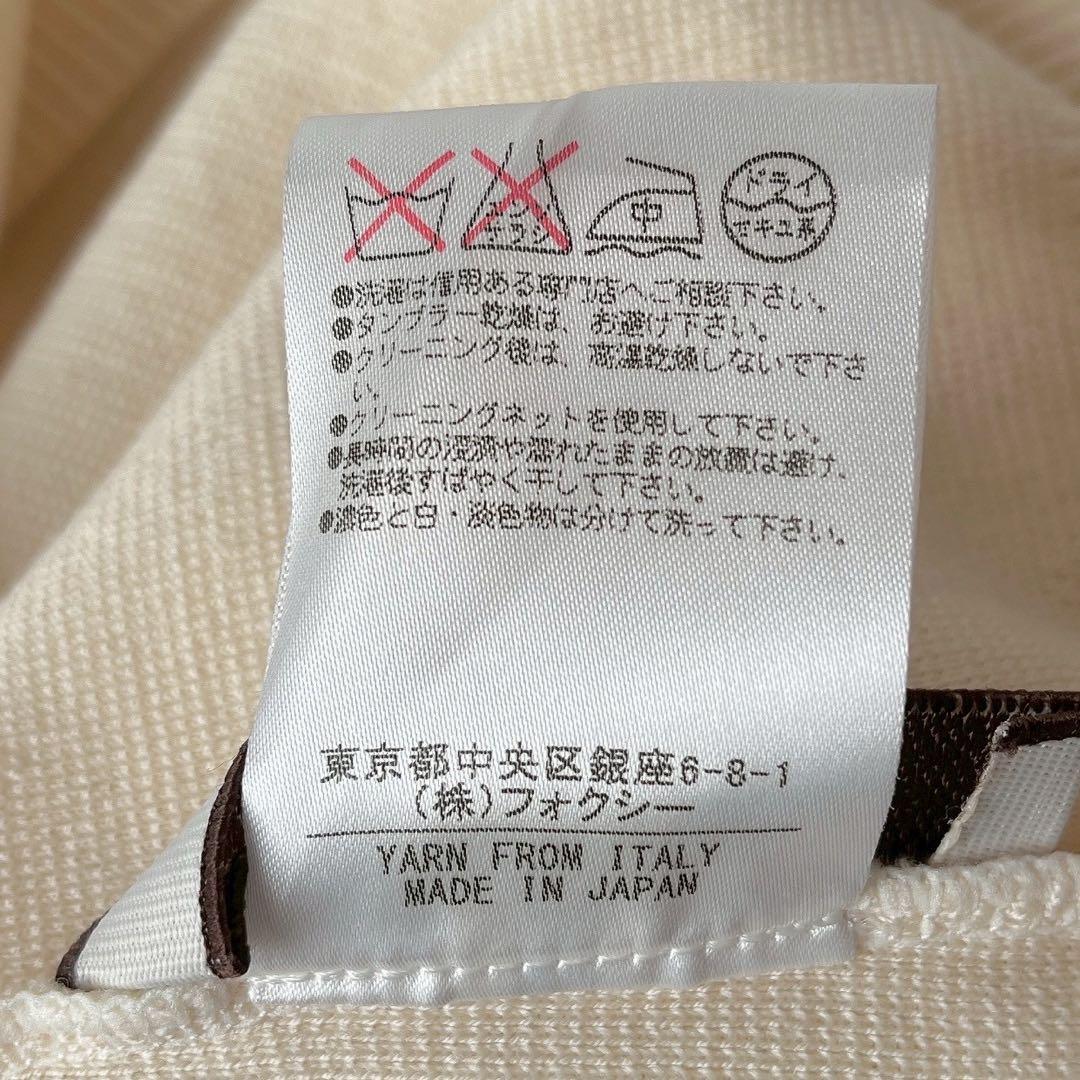 中 ドライ
セキユ系
●洗濯は信用ある専門店へご相談下さい。
●タンブラー乾燥は、お避け下さい。
●クリーニング後は、高温乾燥しないで下さ
い。
●クリーニングネットを使用して下さい。
●長時間の浸漬や濡れたままの放置は避け、
洗濯後すばやく干して下さい。
●濃色と白・淡色物は分けて洗って下さい。
東京都中央区銀座6-8-1
(株)フォクシー
YARN FROM ITALY
MADE IN JAPAN